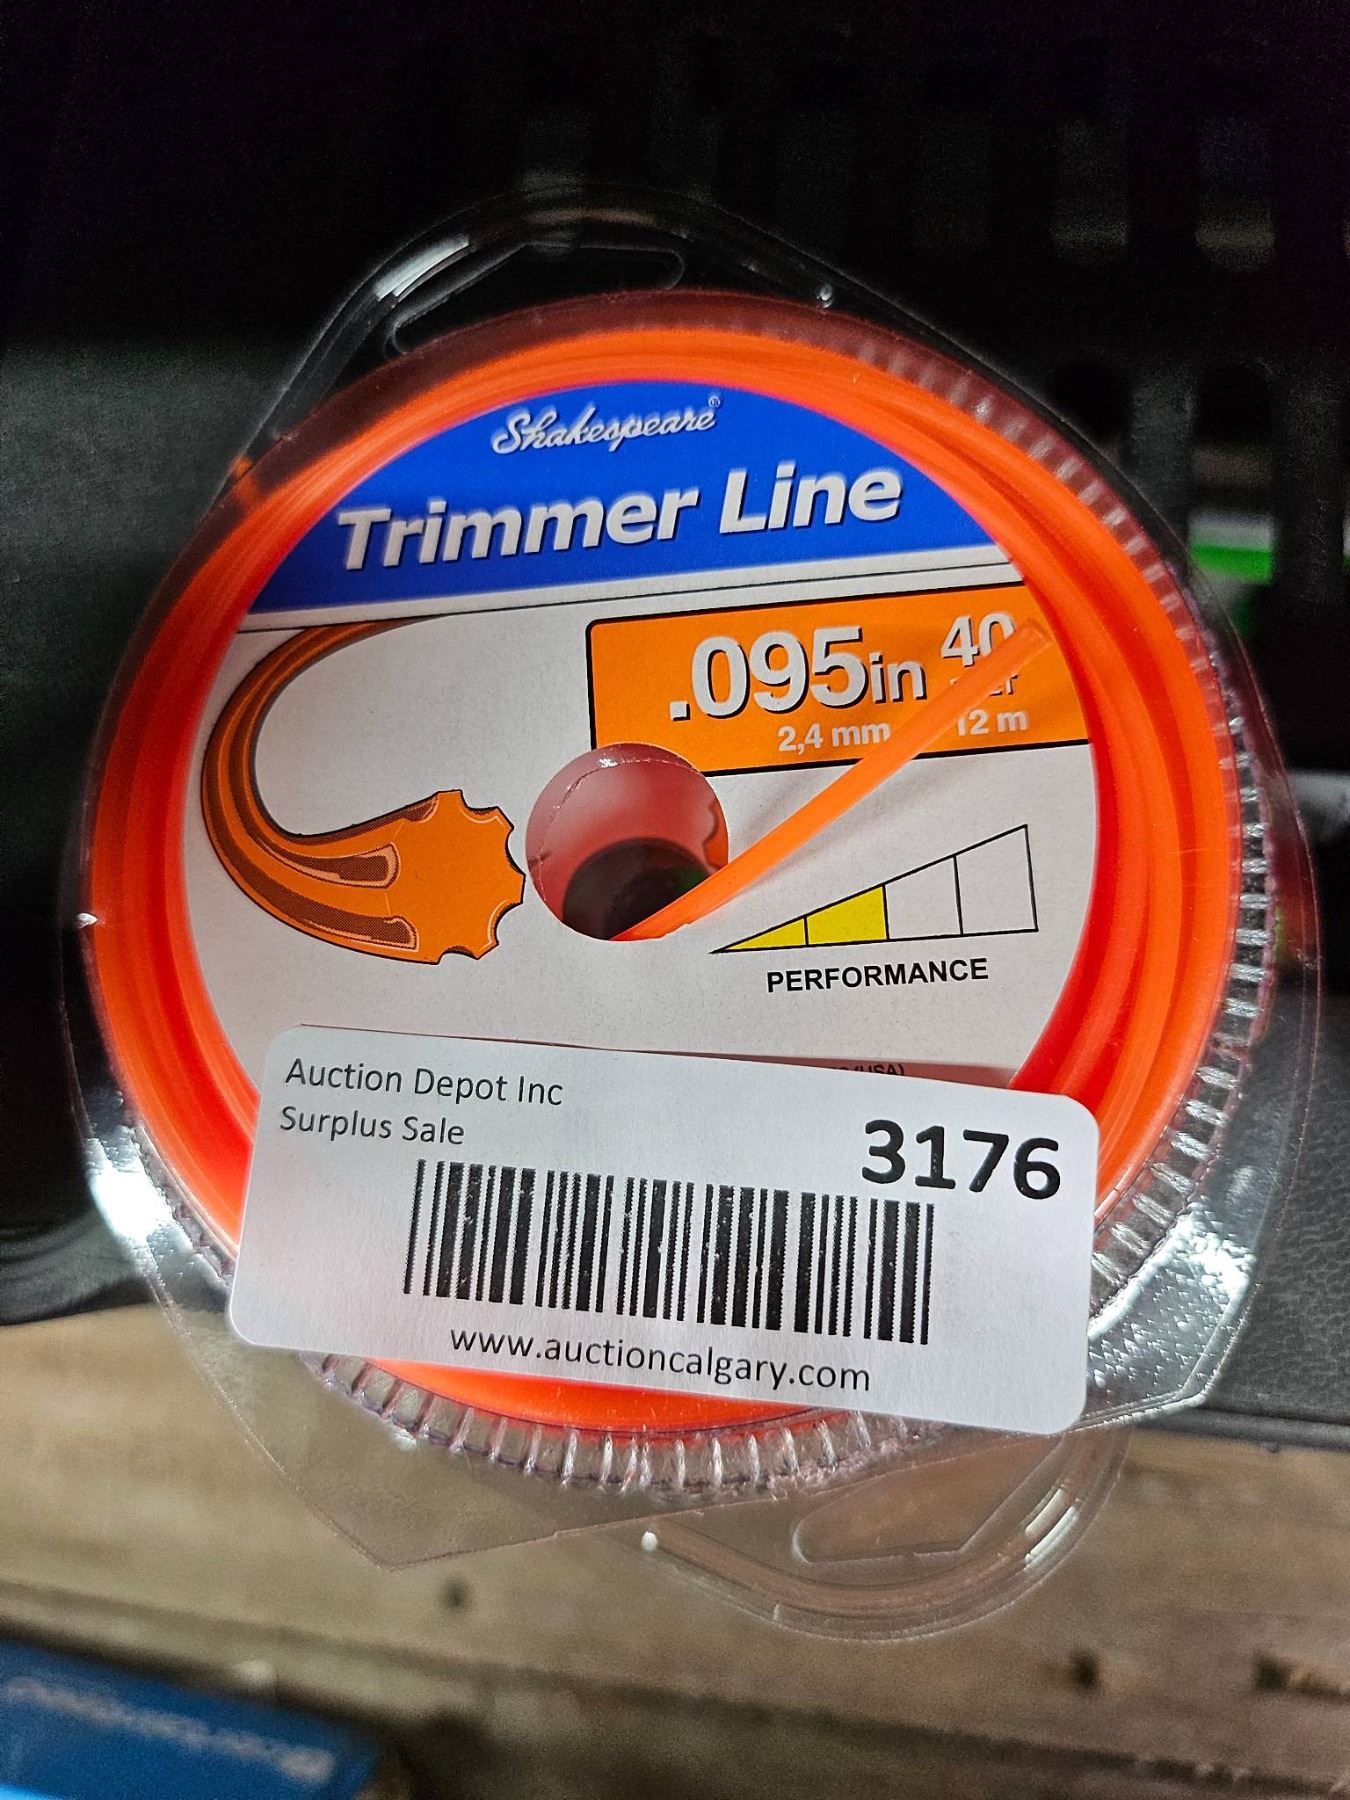 Shakespeare®
Trimmer Line
.095in 40
2,4 mm 12 m
PERFORMANCE
(USA)
Auction Depot Inc
Surplus Sale
3176
www.auctioncalgary.com